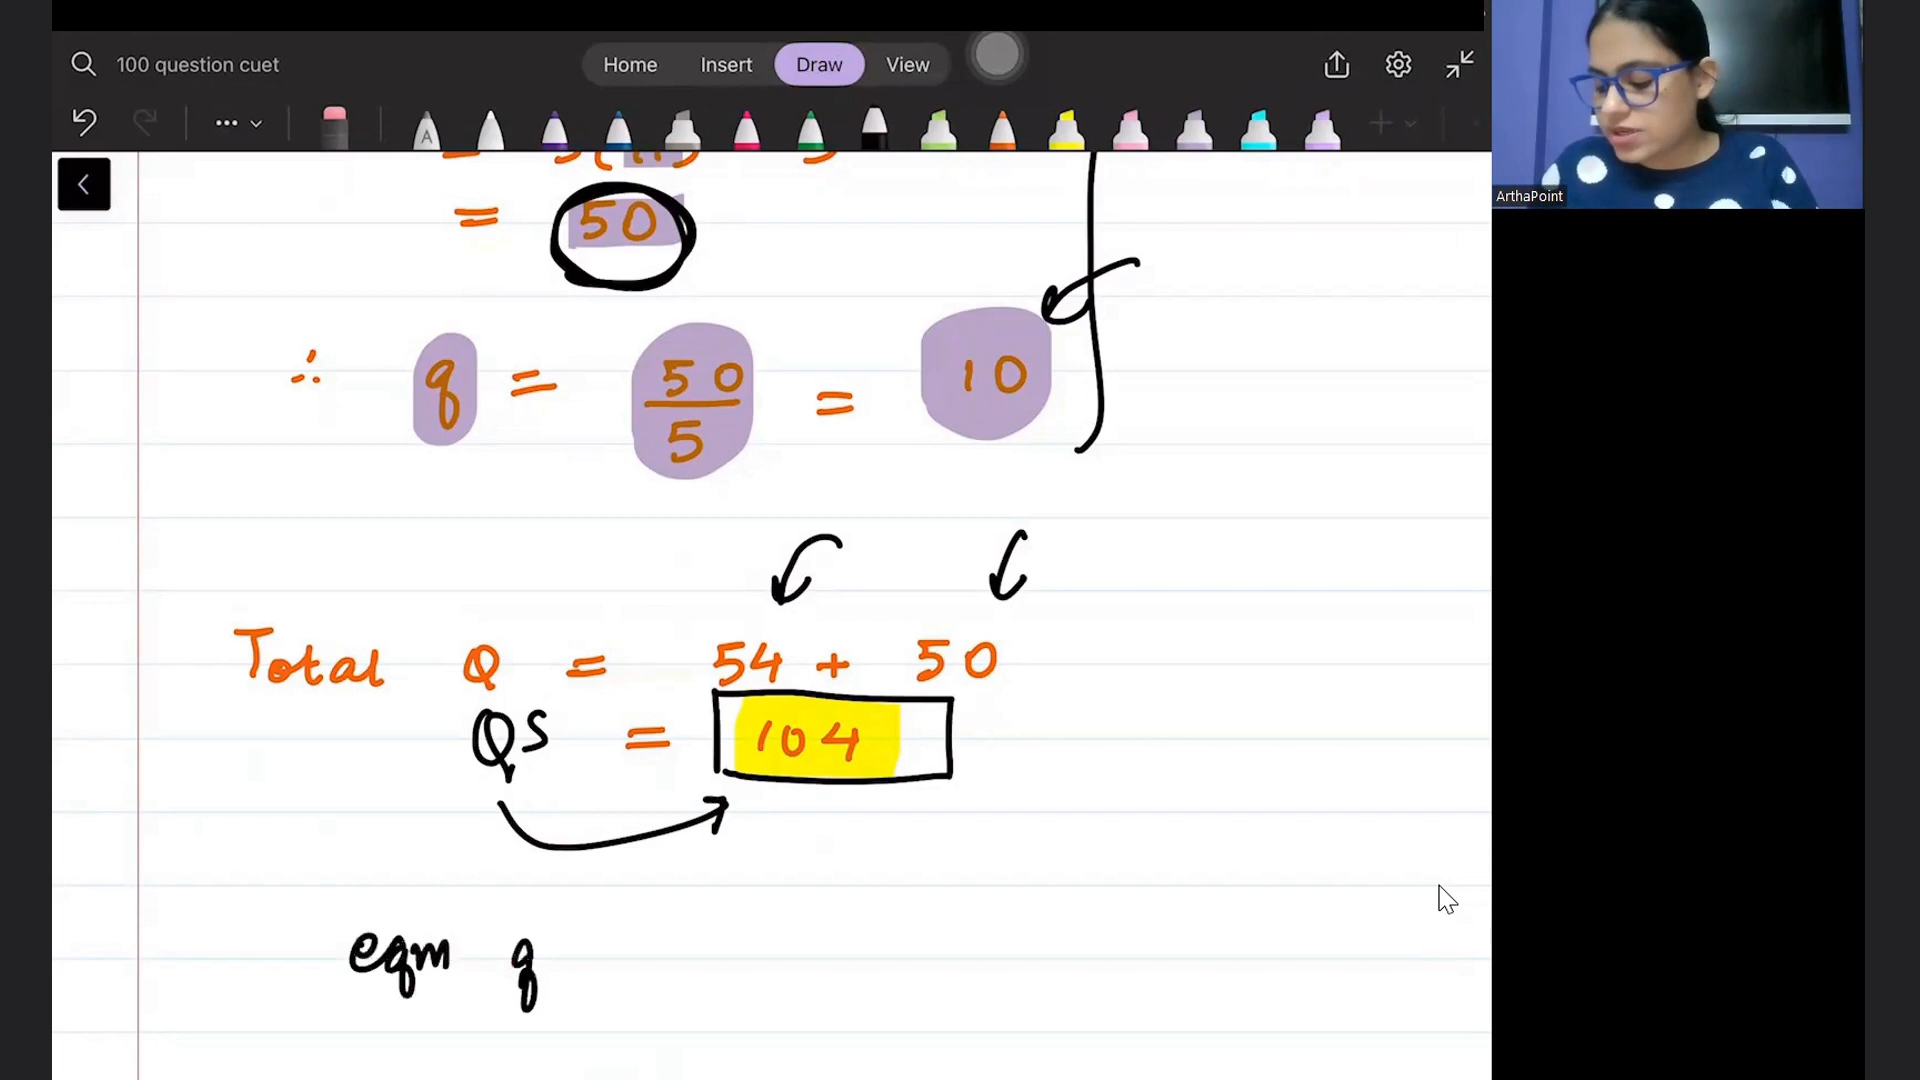 100 question cuet
Home Insert Draw View
A
ArthaPoint
= 50
∴ q = 50/5 = 10
Total Q = 54 + 50
QS = 104
eqm q